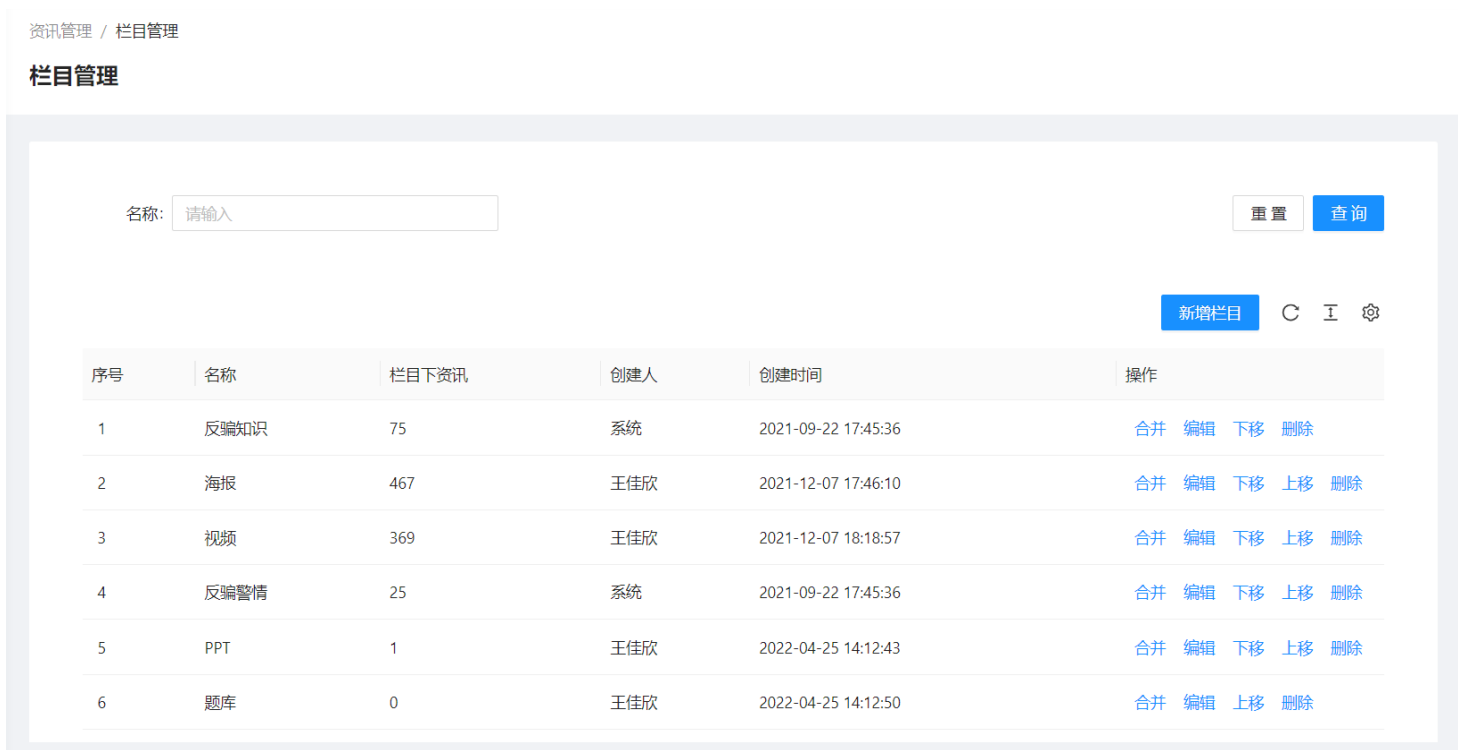 资讯管理 / 栏目管理
栏目管理
名称: 请输入 重置 查询
新增栏目
序号 名称 栏目下资讯 创建人 创建时间 操作
1 反骗知识 75 系统 2021-09-22 17:45:36 合并 编辑 下移 删除
2 海报 467 王佳欣 2021-12-07 17:46:10 合并 编辑 下移 上移 删除
3 视频 369 王佳欣 2021-12-07 18:18:57 合并 编辑 下移 上移 删除
4 反骗警情 25 系统 2021-09-22 17:45:36 合并 编辑 下移 上移 删除
5 PPT 1 王佳欣 2022-04-25 14:12:43 合并 编辑 下移 上移 删除
6 题库 0 王佳欣 2022-04-25 14:12:50 合并 编辑 上移 删除